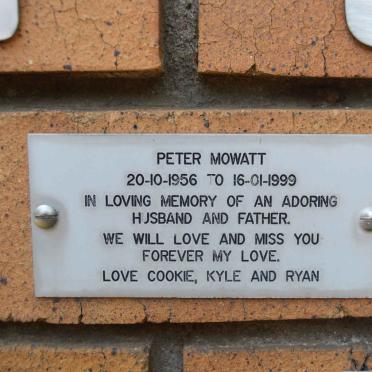 PETER MOWATT
20-10-1956 TO 16-01-1999
IN LOVING MEMORY OF AN ADORING
HUSBAND AND FATHER.
WE WILL LOVE AND MISS YOU
FOREVER MY LOVE.
LOVE COOKIE, KYLE AND RYAN